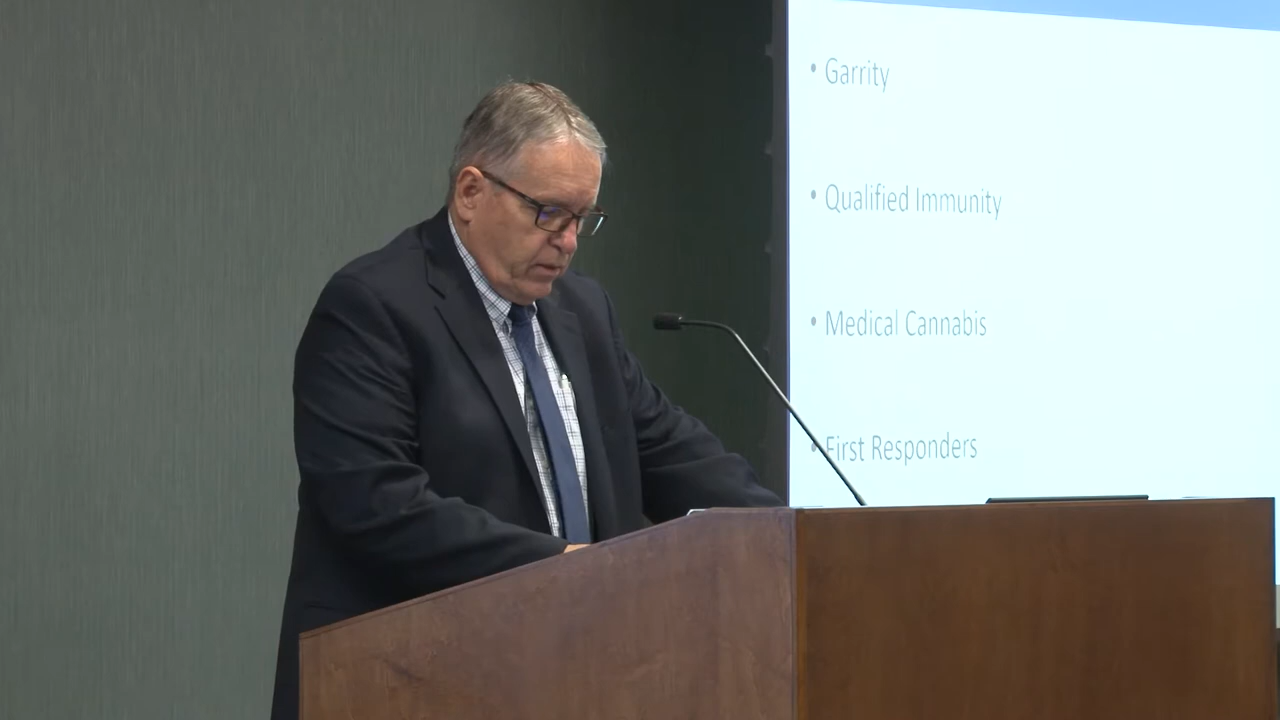 • Garrity
• Qualified Immunity
• Medical Cannabis
• First Responders